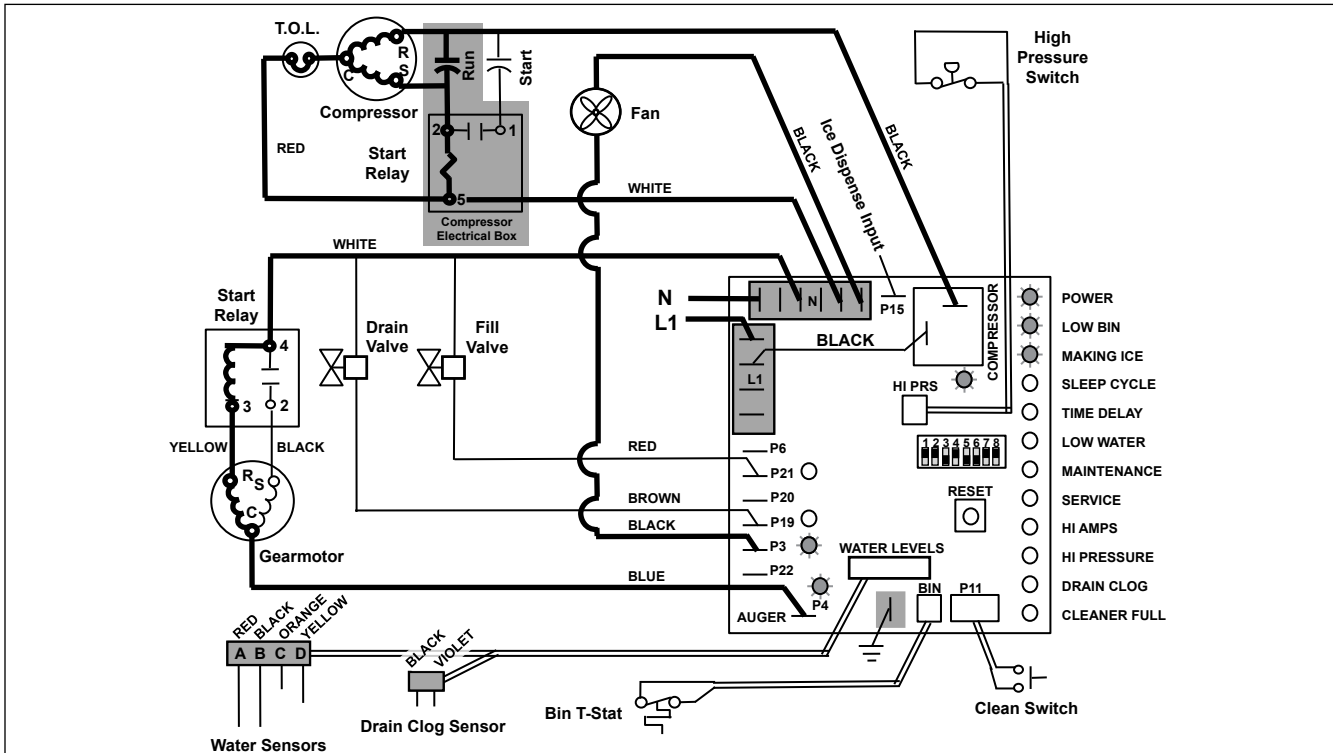 T.O.L.
R
C
S
Compressor
Run
Start
2
1
Start
Relay
5
Compressor
Electrical Box
RED
WHITE
Fan
BLACK
Ice Dispense Input
BLACK
High
Pressure
Switch
WHITE
Start
Relay
4
3
2
YELLOW
BLACK
R
S
C
Gearmotor
Drain
Valve
Fill
Valve
N
L1
N
P15
BLACK
L1
COMPRESSOR
HI PRS
POWER
LOW BIN
MAKING ICE
SLEEP CYCLE
TIME DELAY
LOW WATER
MAINTENANCE
SERVICE
HI AMPS
HI PRESSURE
DRAIN CLOG
CLEANER FULL
1 2 3 4 5 6 7 8
RESET
RED
BROWN
BLACK
BLUE
P6
P21
P20
P19
P3
P22
P4
AUGER
WATER LEVELS
BIN
P11
RED
BLACK
ORANGE
YELLOW
A B C D
Water Sensors
BLACK
VIOLET
Drain Clog Sensor
Bin T-Stat
Clean Switch